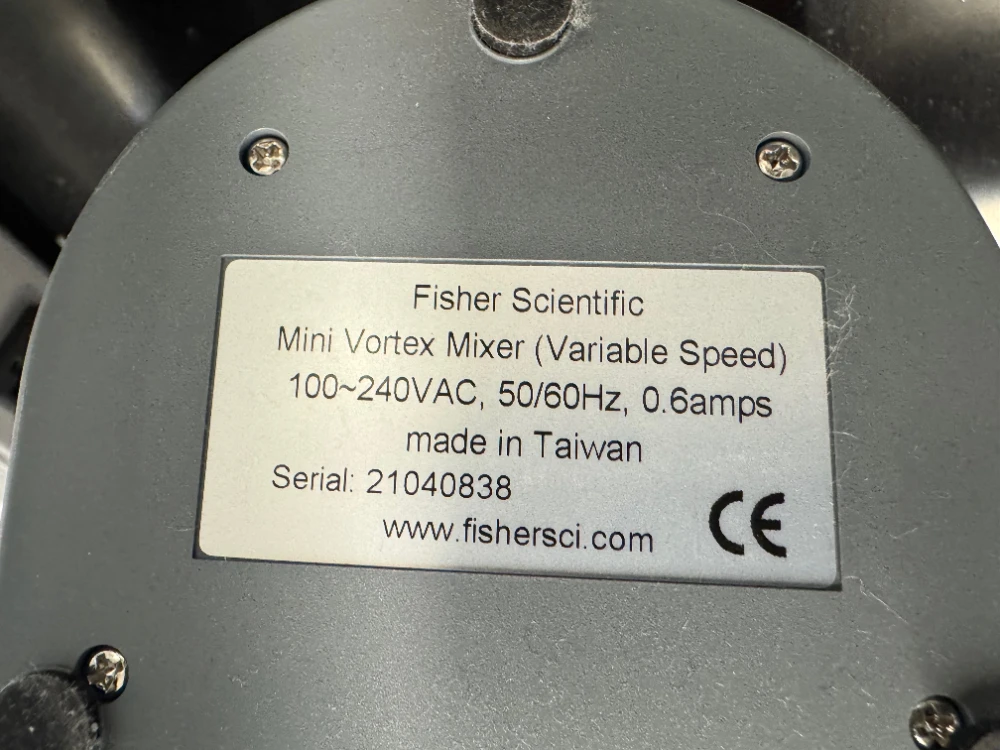 Fisher Scientific
Mini Vortex Mixer (Variable Speed)
100~240VAC, 50/60Hz, 0.6amps
made in Taiwan
Serial: 21040838
www.fishersci.com
CE